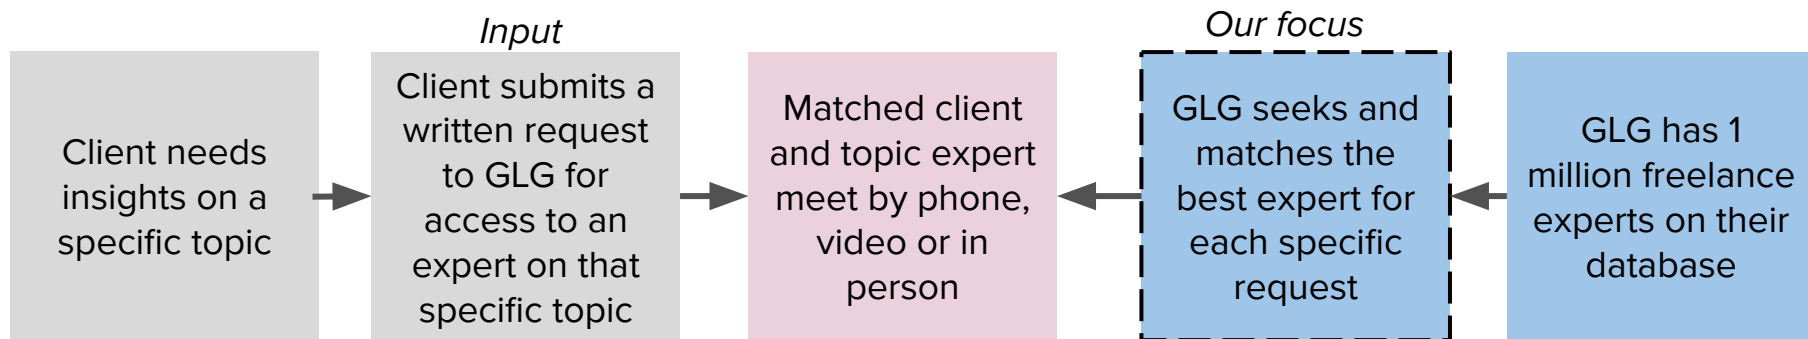 Input
Our focus
Client needs
insights on a
specific topic
Client submits a
written request
to GLG for
access to an
expert on that
specific topic
Matched client
and topic expert
meet by phone,
video or in
person
GLG seeks and
matches the
best expert for
each specific
request
GLG has 1
million freelance
experts on their
database